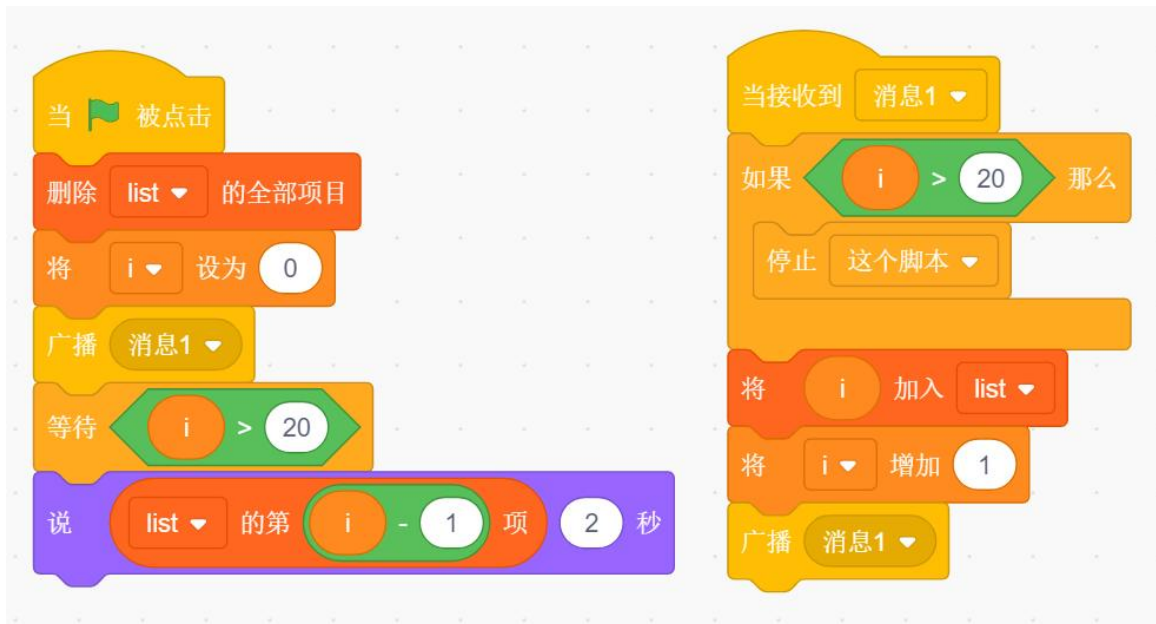 当 被点击
删除 list 的全部项目
将 i 设为 0
广播 消息1
等待 i > 20
说 list 的第 i - 1 项 2 秒
当接收到 消息1
如果 i > 20 那么
停止 这个脚本
将 i 加入 list
将 i 增加 1
广播 消息1